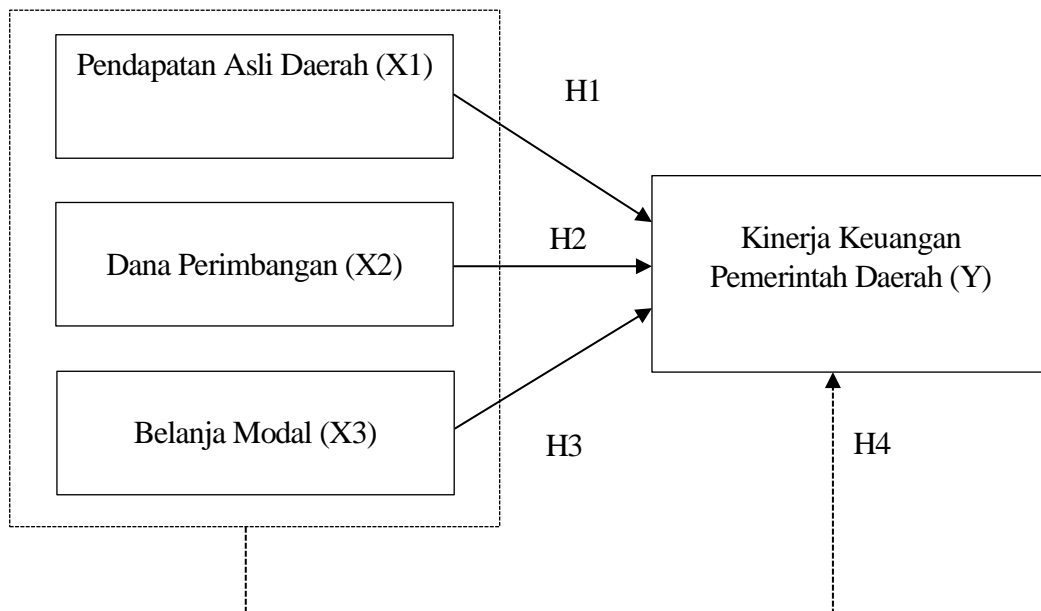 Pendapatan Asli Daerah (X1)
H1
Dana Perimbangan (X2)
H2
Kinerja Keuangan
Pemerintah Daerah (Y)
Belanja Modal (X3)
H3
H4